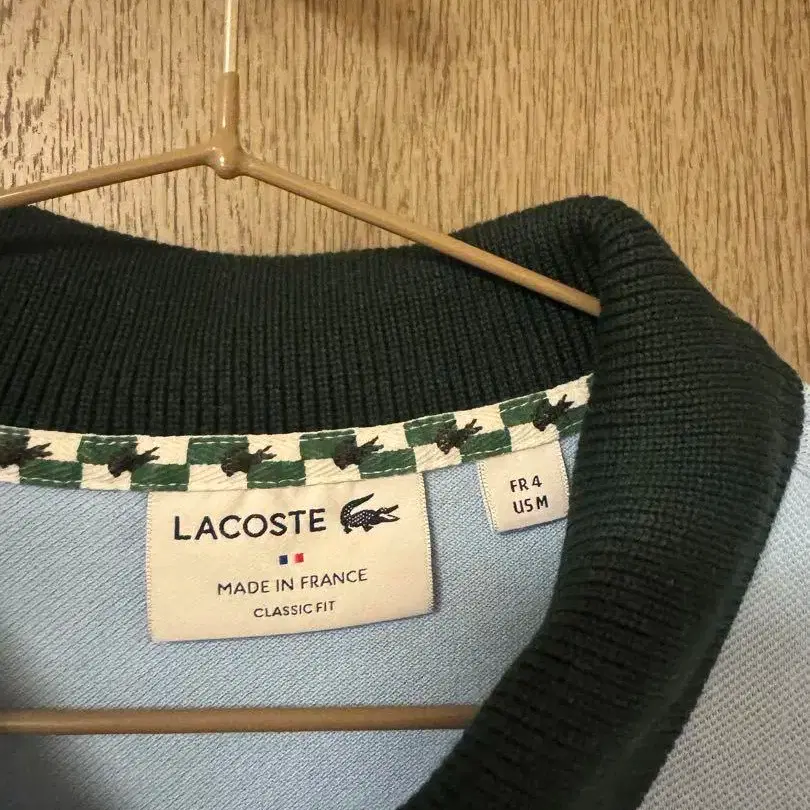 LACOSTE
MADE IN FRANCE
CLASSIC FIT
FR 4
US M